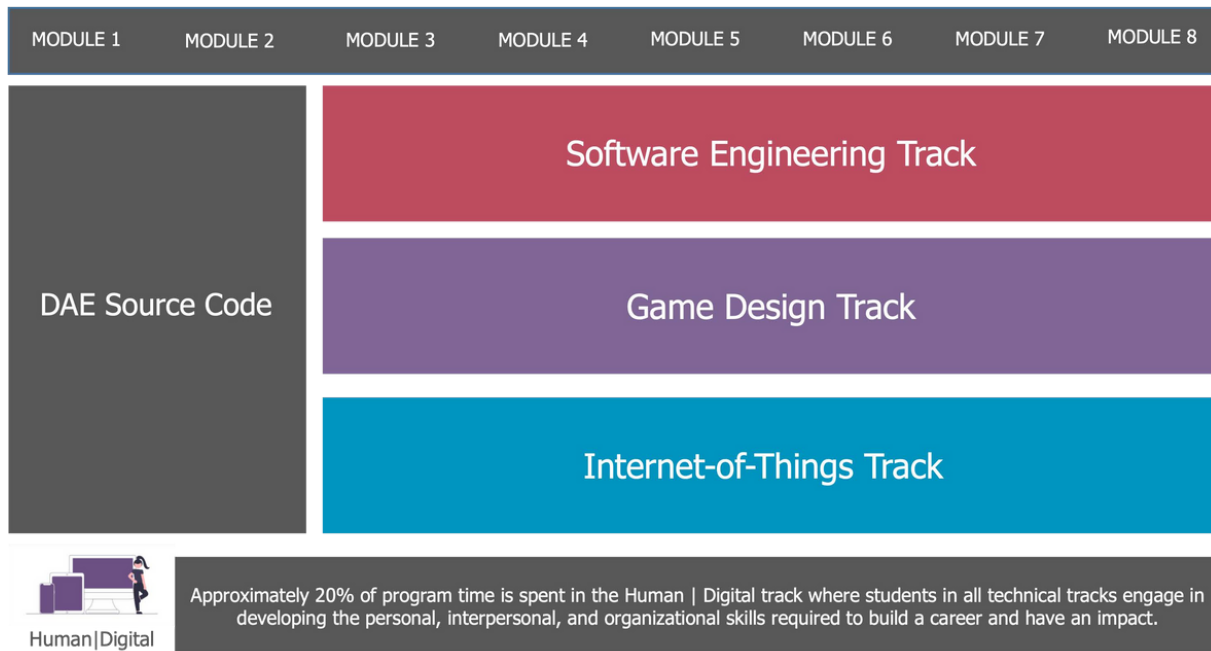 MODULE 1 MODULE 2 MODULE 3 MODULE 4 MODULE 5 MODULE 6 MODULE 7 MODULE 8
DAE Source Code
Software Engineering Track
Game Design Track
Internet-of-Things Track
Human|Digital
Approximately 20% of program time is spent in the Human | Digital track where students in all technical tracks engage in
developing the personal, interpersonal, and organizational skills required to build a career and have an impact.